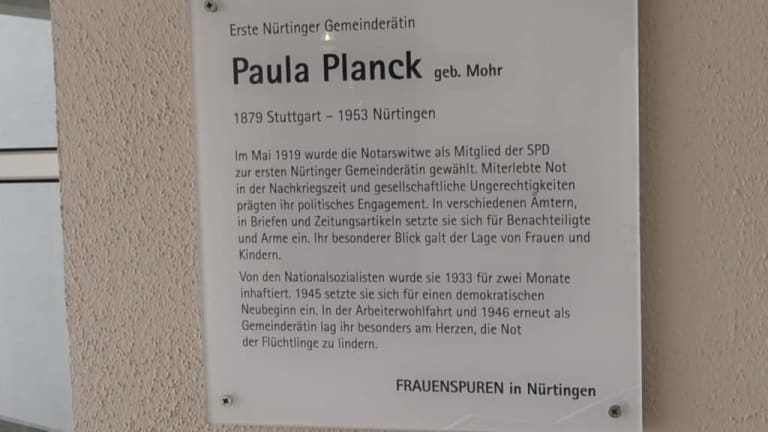 Erste Nürtinger Gemeinderätin
Paula Planck geb. Mohr
1879 Stuttgart – 1953 Nürtingen
Im Mai 1919 wurde die Notarswitwe als Mitglied der SPD
zur ersten Nürtinger Gemeinderätin gewählt. Miterlebte Not
in der Nachkriegszeit und gesellschaftliche Ungerechtigkeiten
prägten ihr politisches Engagement. In verschiedenen Ämtern,
in Briefen und Zeitungsartikeln setzte sie sich für Benachteiligte
und Arme ein. Ihr besonderer Blick galt der Lage von Frauen und
Kindern.
Von den Nationalsozialisten wurde sie 1933 für zwei Monate
inhaftiert. 1945 setzte sie sich für einen demokratischen
Neubeginn ein. In der Arbeiterwohlfahrt und 1946 erneut als
Gemeinderätin lag ihr besonders am Herzen, die Not
der Flüchtlinge zu lindern.
FRAUENSPUREN in Nürtingen